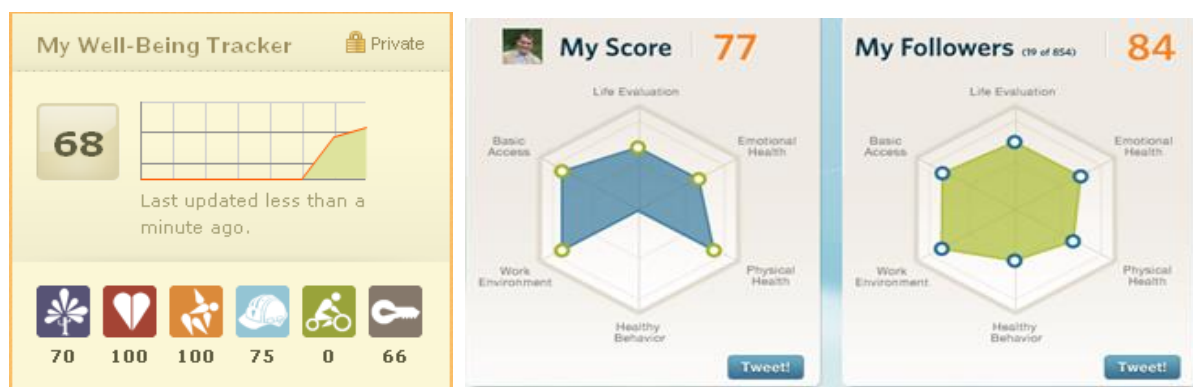 My Well-Being Tracker
Private
68
Last updated less than a
minute ago.
70 100 100 75 0 66
My Score 77
Life Evaluation
Basic
Access
Emotional
Health
Work
Environment
Physical
Health
Healthy
Behavior
Tweet!
My Followers (19 of 854) 84
Life Evaluation
Basic
Access
Emotional
Health
Work
Environment
Physical
Health
Healthy
Behavior
Tweet!